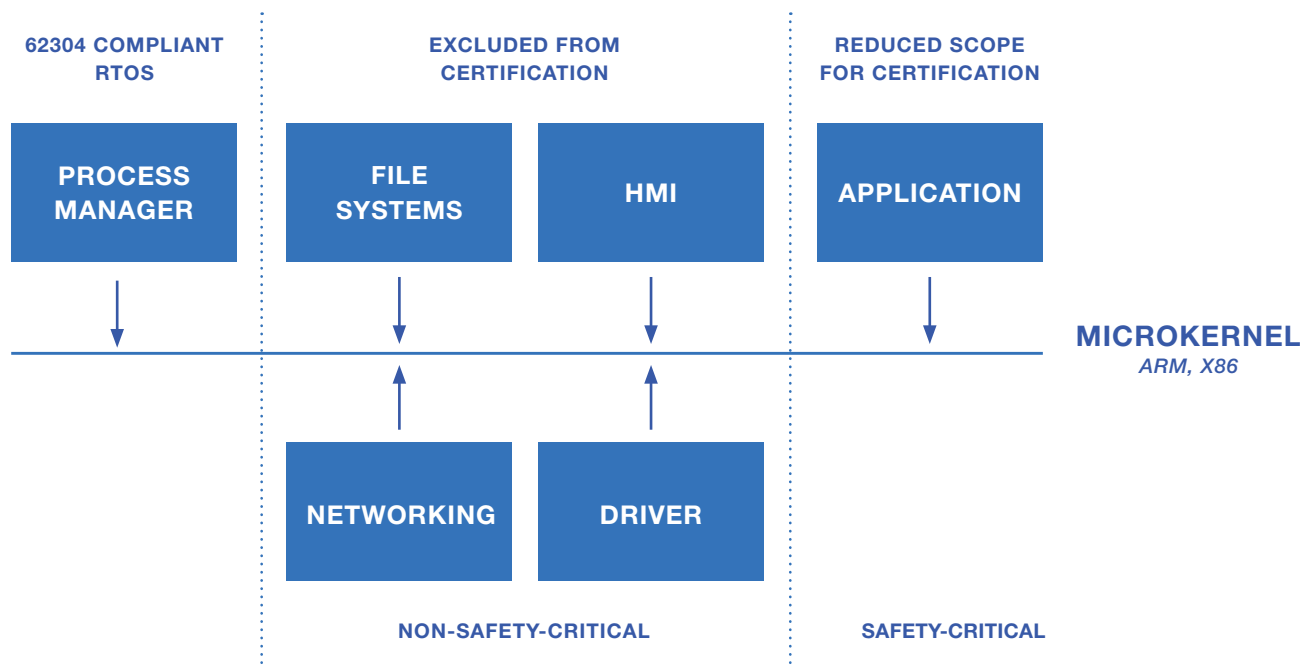 62304 COMPLIANT
RTOS
EXCLUDED FROM
CERTIFICATION
REDUCED SCOPE
FOR CERTIFICATION
PROCESS
MANAGER
FILE
SYSTEMS
HMI
APPLICATION
MICROKERNEL
ARM, X86
NETWORKING
DRIVER
NON-SAFETY-CRITICAL
SAFETY-CRITICAL